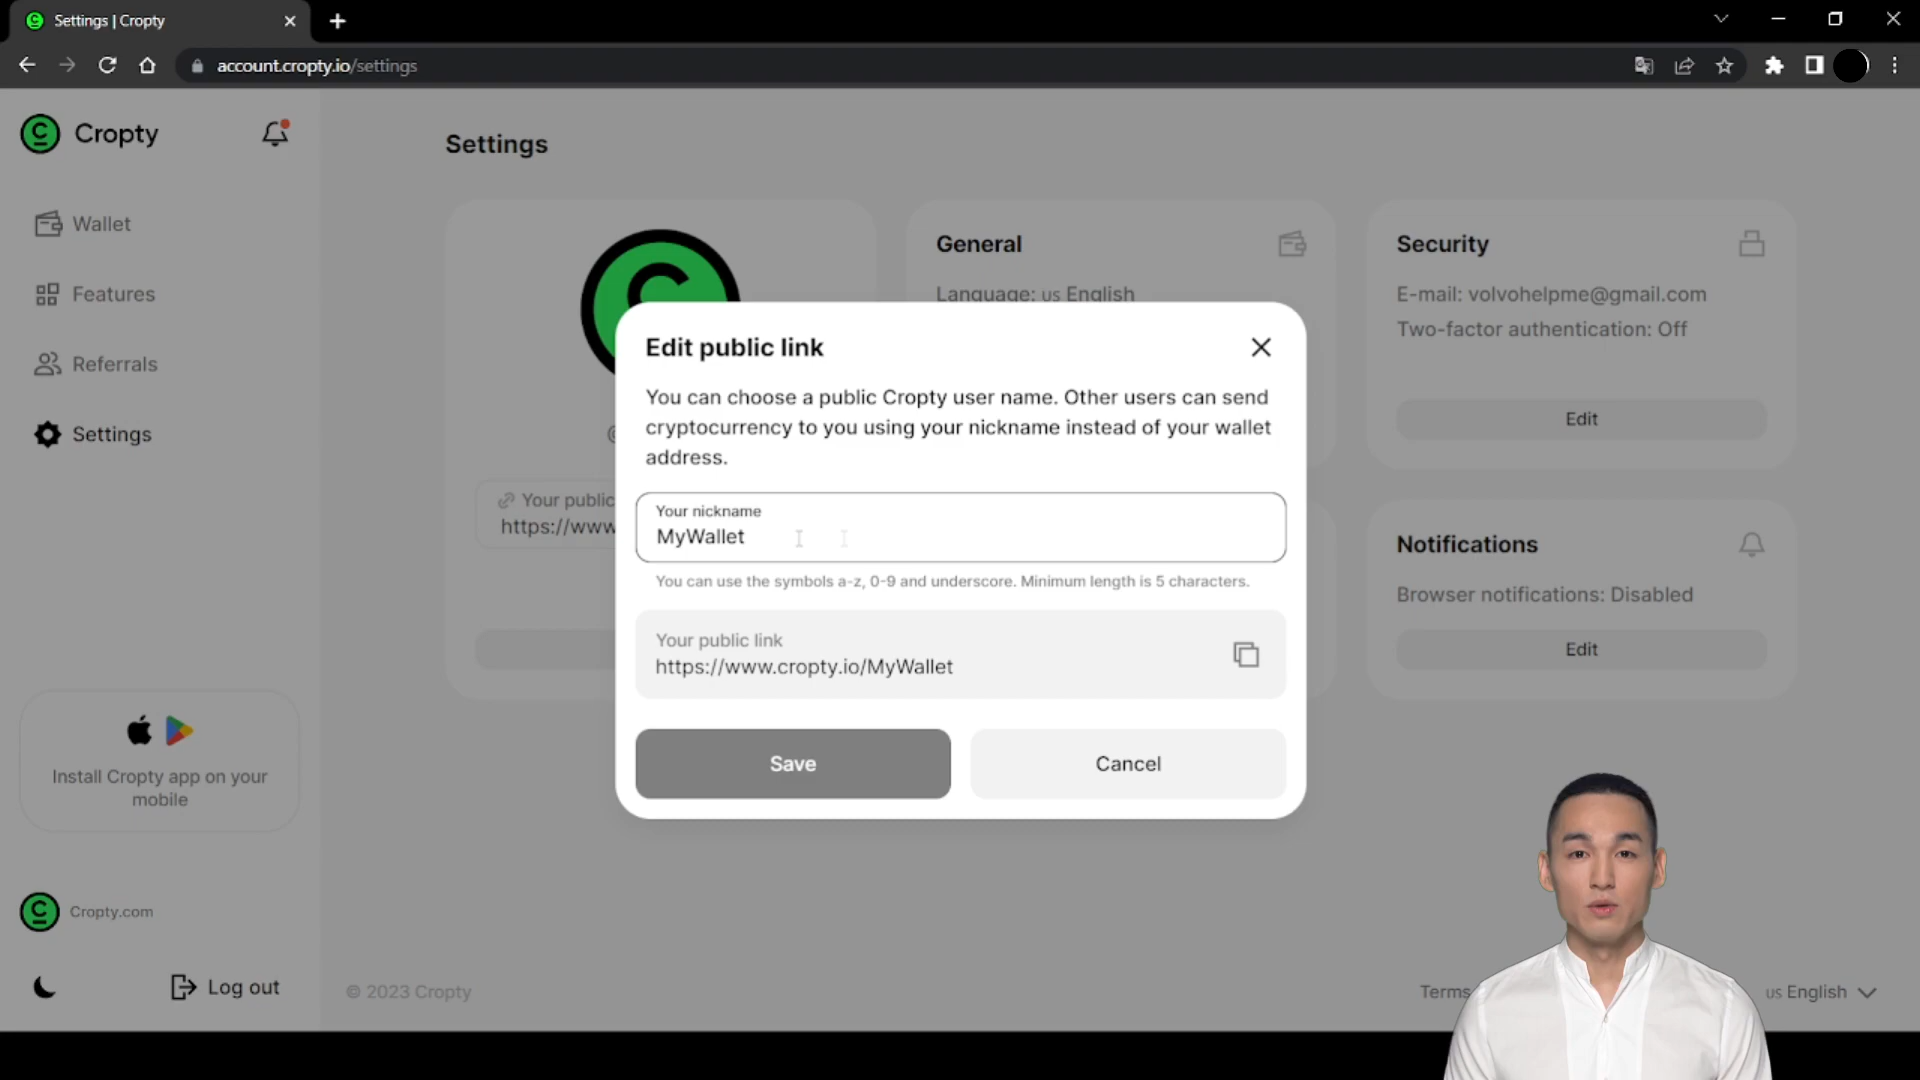 Settings | Cropty
account.cropty.io/settings
Cropty
Wallet
Features
Referrals
Settings
Install Cropty app on your
mobile
Cropty.com
Log out
Settings
Your public
https://www
General
Language: us English
Security
E-mail: volvohelpme@gmail.com
Two-factor authentication: Off
Edit
Notifications
Browser notifications: Disabled
Edit
Edit public link
You can choose a public Cropty user name. Other users can send
cryptocurrency to you using your nickname instead of your wallet
address.
Your nickname
MyWallet
You can use the symbols a-z, 0-9 and underscore. Minimum length is 5 characters.
Your public link
https://www.cropty.io/MyWallet
Save
Cancel
© 2023 Cropty
Terms
us English